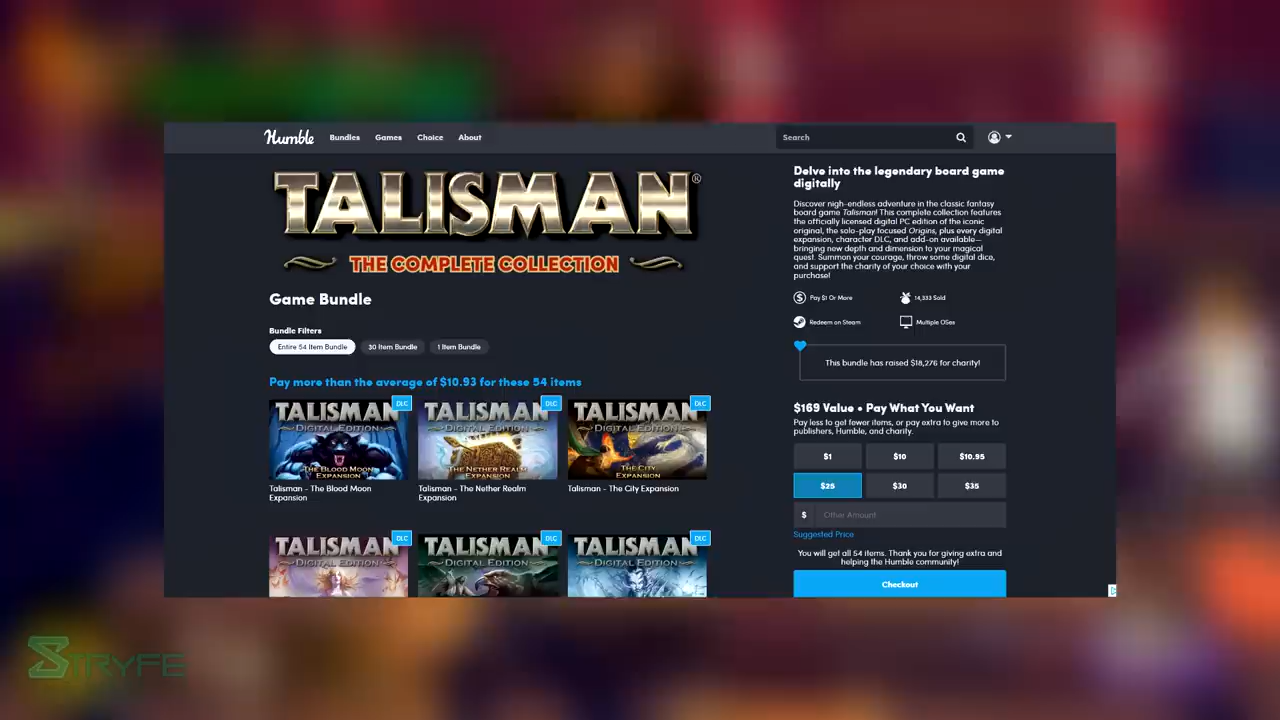 Humble
Bundles
Games
Choice
About
Search
TALISMAN®
THE COMPLETE COLLECTION
Game Bundle
Bundle Filters
Entire 54 Item Bundle
30 Item Bundle
1 Item Bundle
Pay more than the average of $10.93 for these 54 items
DLC
TALISMAN
DIGITAL EDITION
THE BLOOD MOON
EXPANSION
Talisman - The Blood Moon
Expansion
DLC
TALISMAN
DIGITAL EDITION
THE NETHER REALM
EXPANSION
Talisman - The Nether Realm
Expansion
DLC
TALISMAN
DIGITAL EDITION
THE CITY
EXPANSION
Talisman - The City Expansion
DLC
TALISMAN
DIGITAL EDITION
DLC
TALISMAN
DIGITAL EDITION
DLC
TALISMAN
DIGITAL EDITION
Delve into the legendary board game
digitally
Discover nigh-endless adventure in the classic fantasy
board game Talisman! This complete collection features
the officially licensed digital PC edition of the iconic
original, the solo-play focused Origins, plus every digital
expansion, character DLC, and add-on available—
bringing new depth and dimension to your magical
quest. Summon your courage, throw some digital dice,
and support the charity of your choice with your
purchase!
Pay $1 Or More
14,333 Sold
Redeem on Steam
Multiple OSes
This bundle has raised $18,276 for charity!
$169 Value • Pay What You Want
Pay less to get fewer items, or pay extra to give more to
publishers, Humble, and charity.
$1
$10
$10.95
$25
$30
$35
$ Other Amount
Suggested Price
You will get all 54 items. Thank you for giving extra and
helping the Humble community!
Checkout
STRYFE